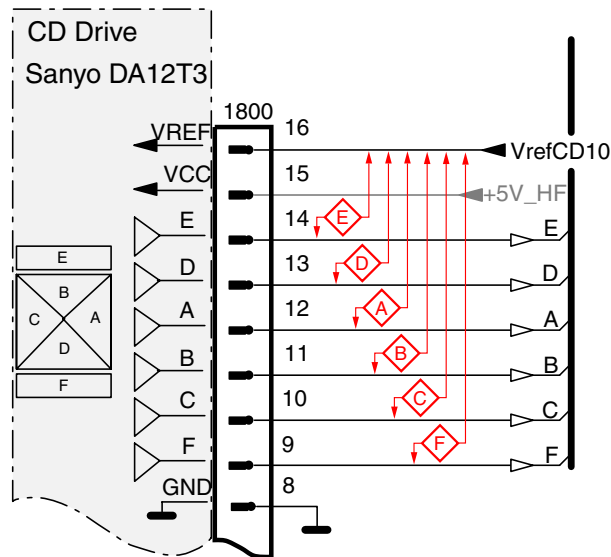 CD Drive
Sanyo DA12T3
1800
VREF
16
VrefCD10
VCC
15
+5V_HF
E
14
E
E
D
13
D
D
A
12
A
A
B
11
B
B
C
10
C
C
F
9
F
F
GND
8
E
B
C
A
D
F